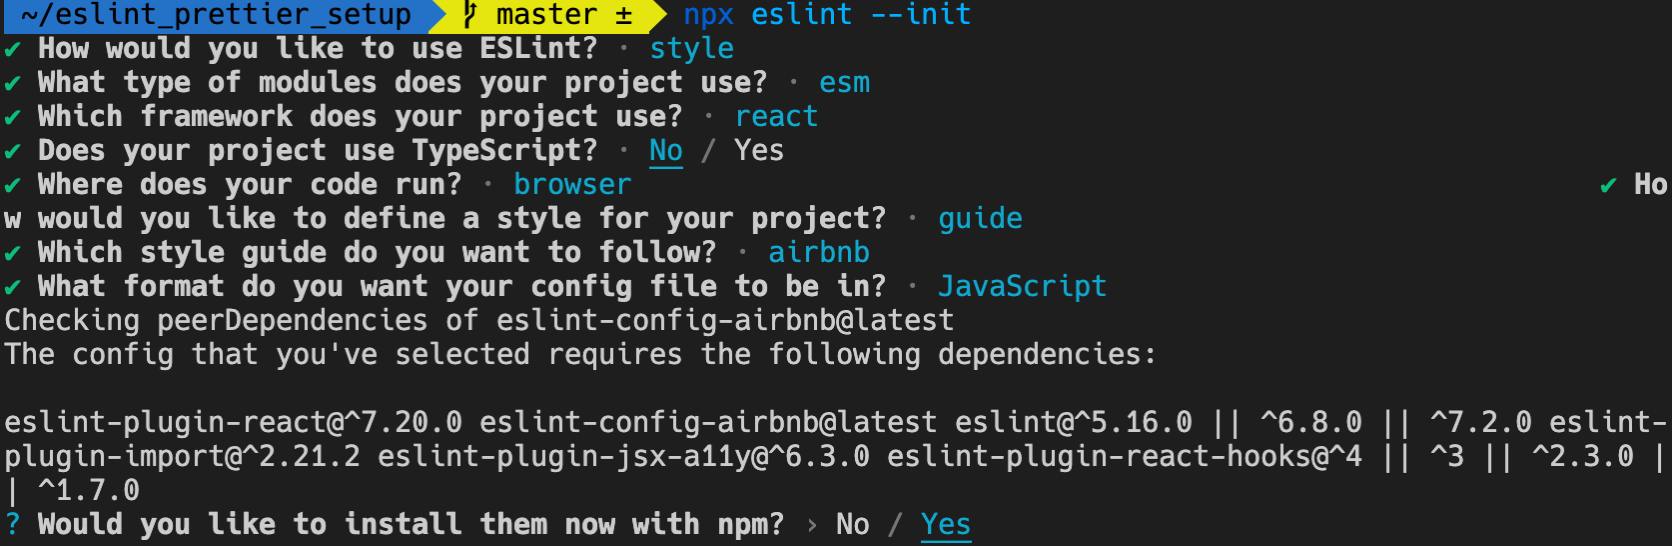 ~/eslint_prettier_setup master ± npx eslint --init
✔ How would you like to use ESLint? · style
✔ What type of modules does your project use? · esm
✔ Which framework does your project use? · react
✔ Does your project use TypeScript? · No / Yes
✔ Where does your code run? · browser ✔ Ho
w would you like to define a style for your project? · guide
✔ Which style guide do you want to follow? · airbnb
✔ What format do you want your config file to be in? · JavaScript
Checking peerDependencies of eslint-config-airbnb@latest
The config that you've selected requires the following dependencies:
eslint-plugin-react@^7.20.0 eslint-config-airbnb@latest eslint@^5.16.0 || ^6.8.0 || ^7.2.0 eslint-
plugin-import@^2.21.2 eslint-plugin-jsx-a11y@^6.3.0 eslint-plugin-react-hooks@^4 || ^3 || ^2.3.0 |
| ^1.7.0
? Would you like to install them now with npm? › No / Yes